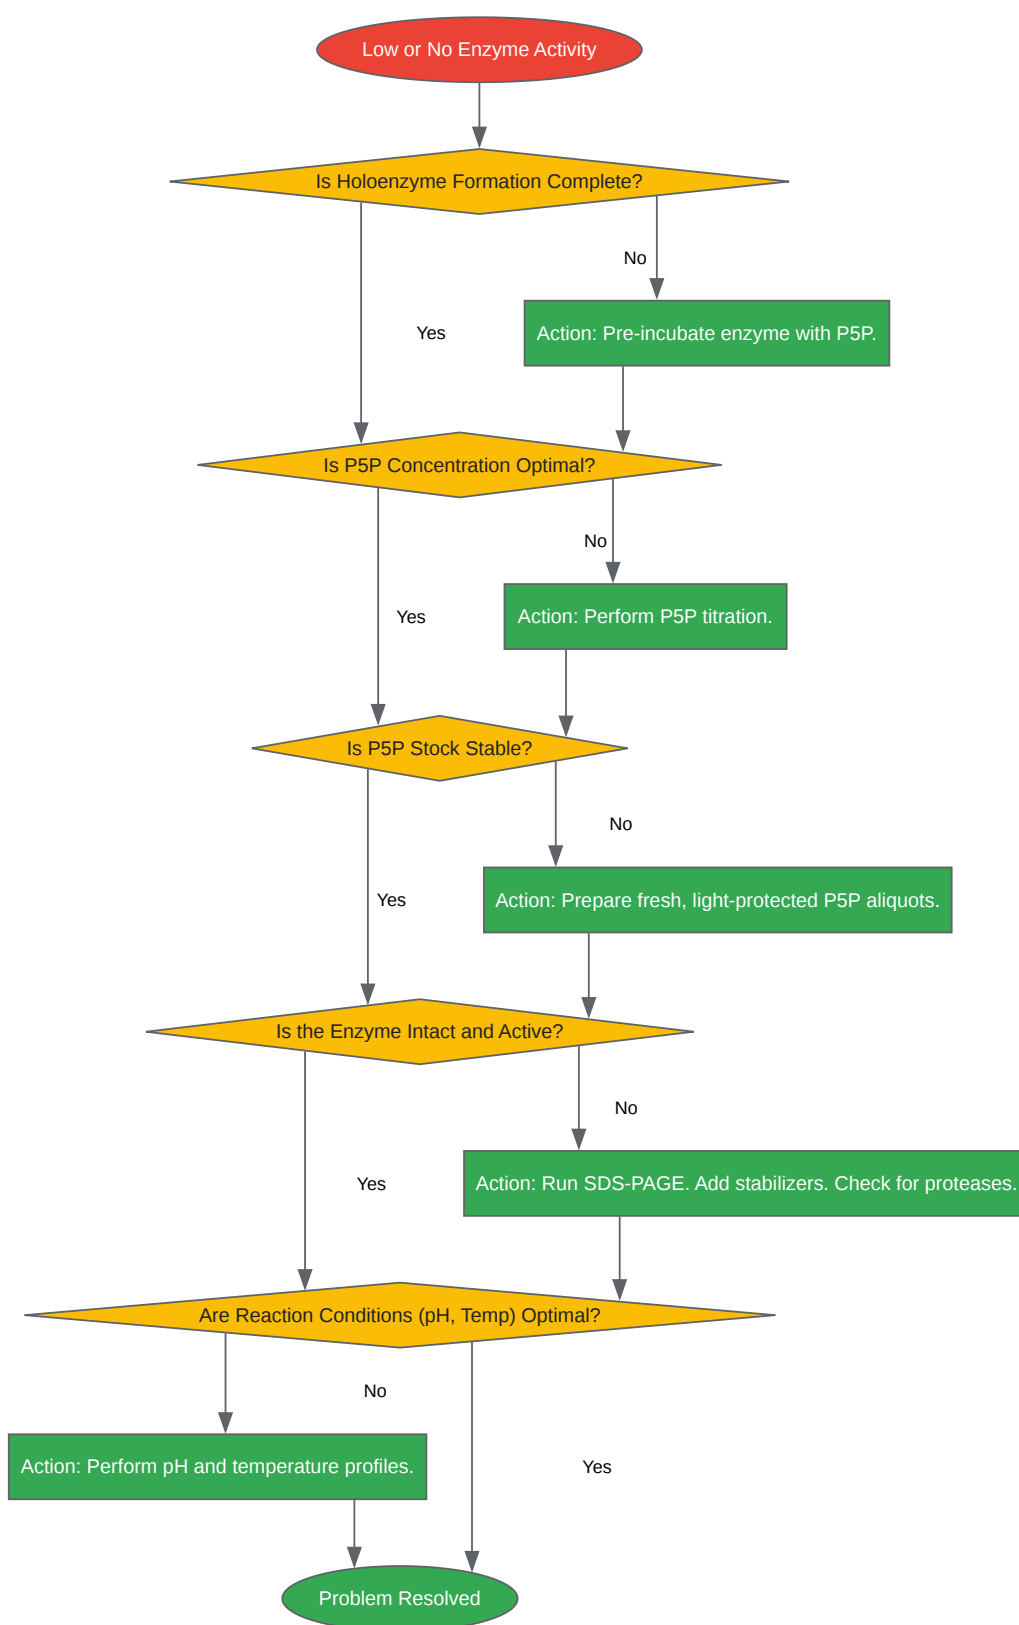 Low or No Enzyme Activity
Is Holoenzyme Formation Complete?
No
Yes
Action: Pre-incubate enzyme with P5P.
Is P5P Concentration Optimal?
No
Yes
Action: Perform P5P titration.
Is P5P Stock Stable?
No
Yes
Action: Prepare fresh, light-protected P5P aliquots.
Is the Enzyme Intact and Active?
No
Yes
Action: Run SDS-PAGE. Add stabilizers. Check for proteases.
Are Reaction Conditions (pH, Temp) Optimal?
No
Action: Perform pH and temperature profiles.
Yes
Problem Resolved